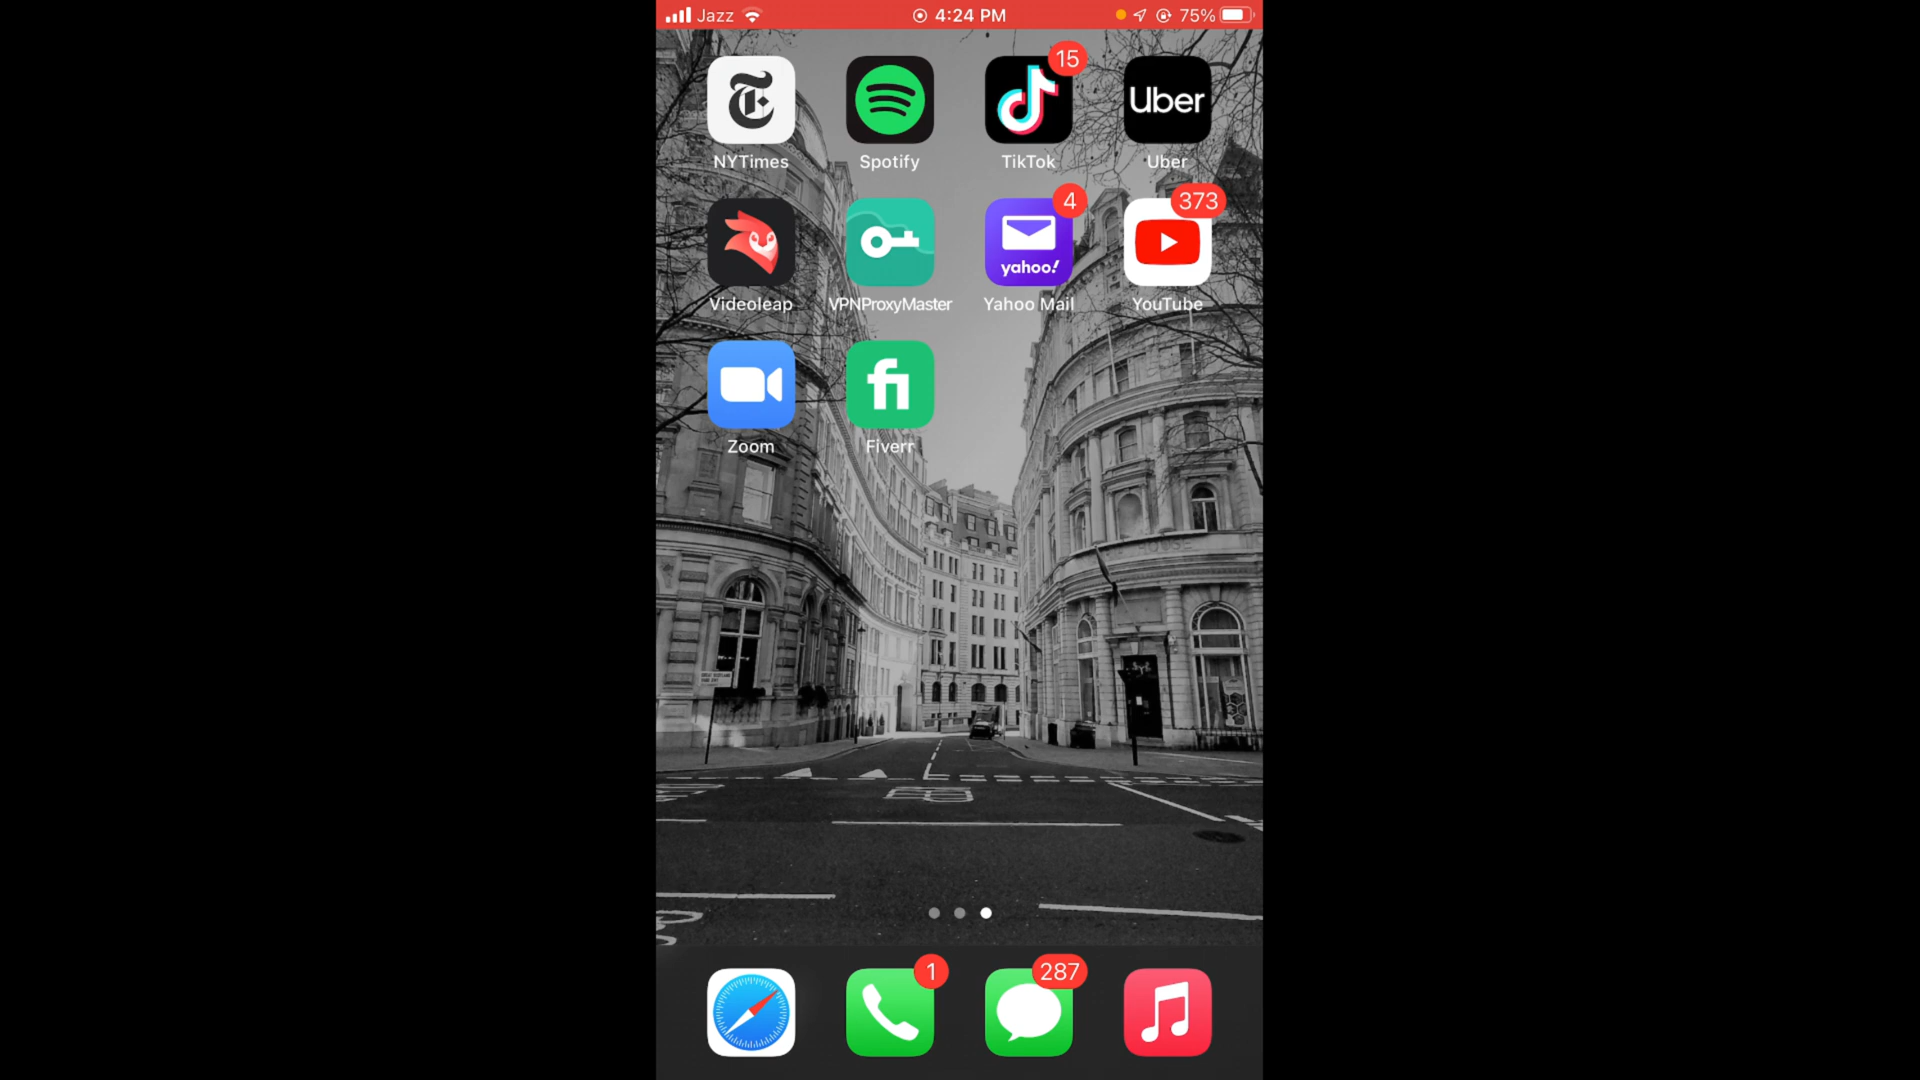 Jazz 4:24 PM 75%
15
Uber
NYTimes Spotify TikTok Uber
4 373
yahoo!
Videoleap VPNProxyMaster Yahoo Mail YouTube
fi
Zoom Fiverr
1 287